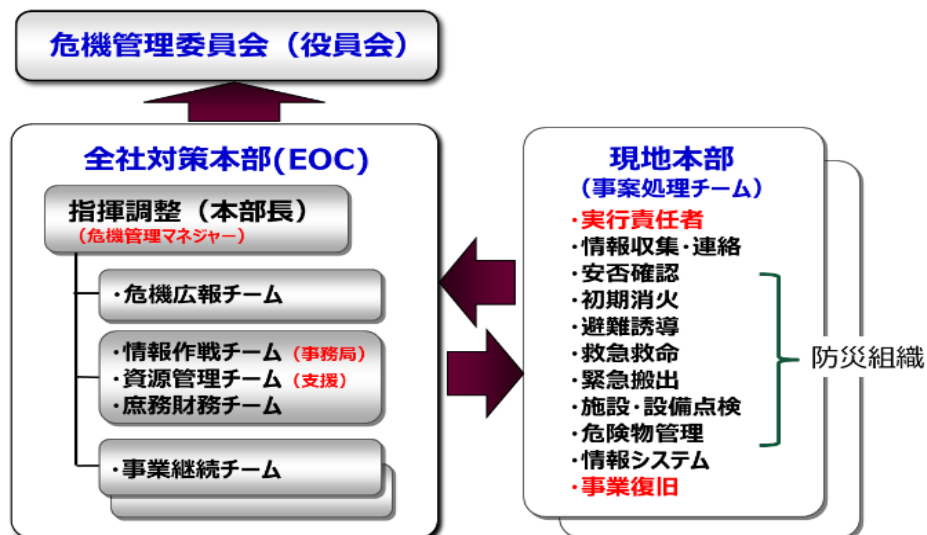 危機管理委員会（役員会）
全社対策本部(EOC)
指揮調整（本部長）
（危機管理マネジャー）
・危機広報チーム
・情報作戦チーム（事務局）
・資源管理チーム（支援）
・庶務財務チーム
・事業継続チーム
現地本部
（事案処理チーム）
・実行責任者
・情報収集・連絡
・安否確認
・初期消火
・避難誘導
・救急救命
・緊急搬出
・施設・設備点検
・危険物管理
・情報システム
・事業復旧
防災組織